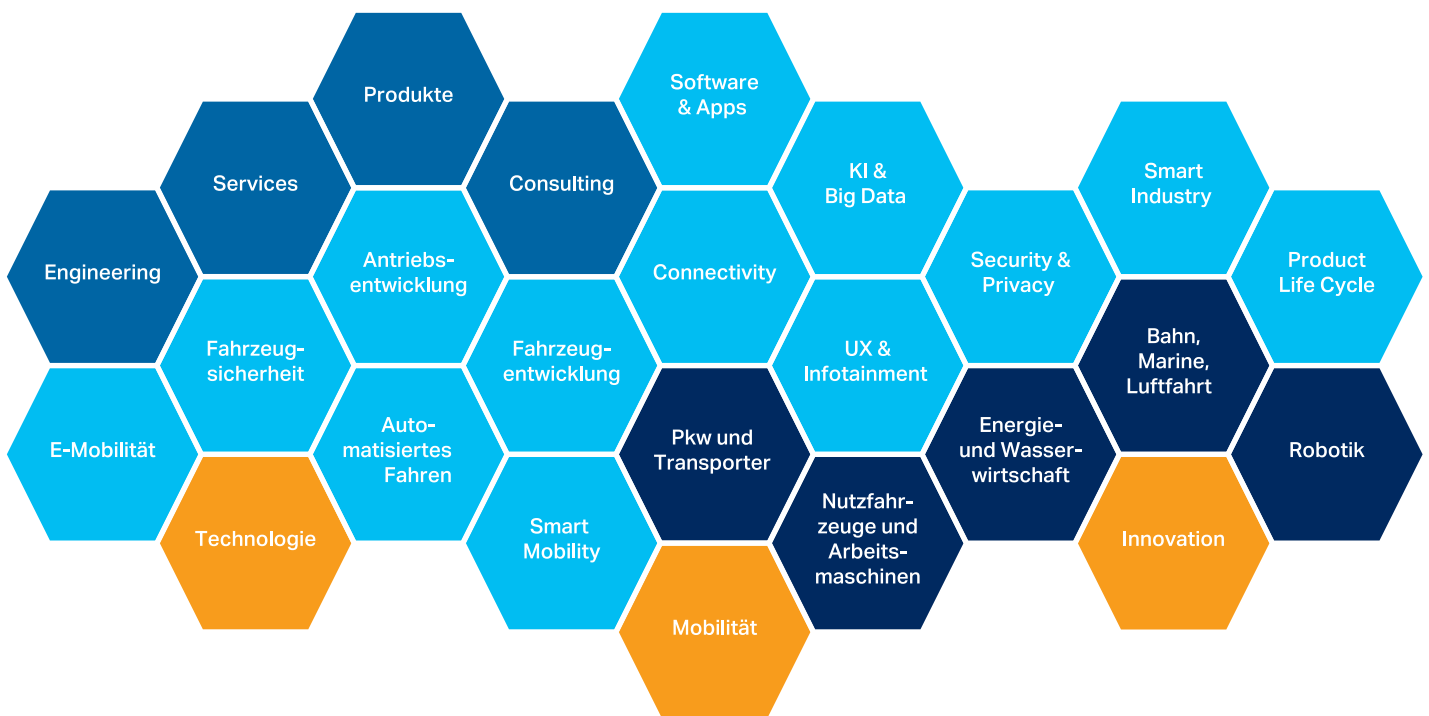 Produkte
Software
& Apps
Services
Consulting
KI &
Big Data
Smart
Industry
Engineering
Antriebs-
entwicklung
Connectivity
Security &
Privacy
Product
Life Cycle
Fahrzeug-
sicherheit
Fahrzeug-
entwicklung
UX &
Infotainment
Bahn,
Marine,
Luftfahrt
E-Mobilität
Auto-
matisiertes
Fahren
Pkw und
Transporter
Energie-
und Wasser-
wirtschaft
Robotik
Technologie
Smart
Mobility
Nutzfahr-
zeuge und
Arbeits-
maschinen
Innovation
Mobilität